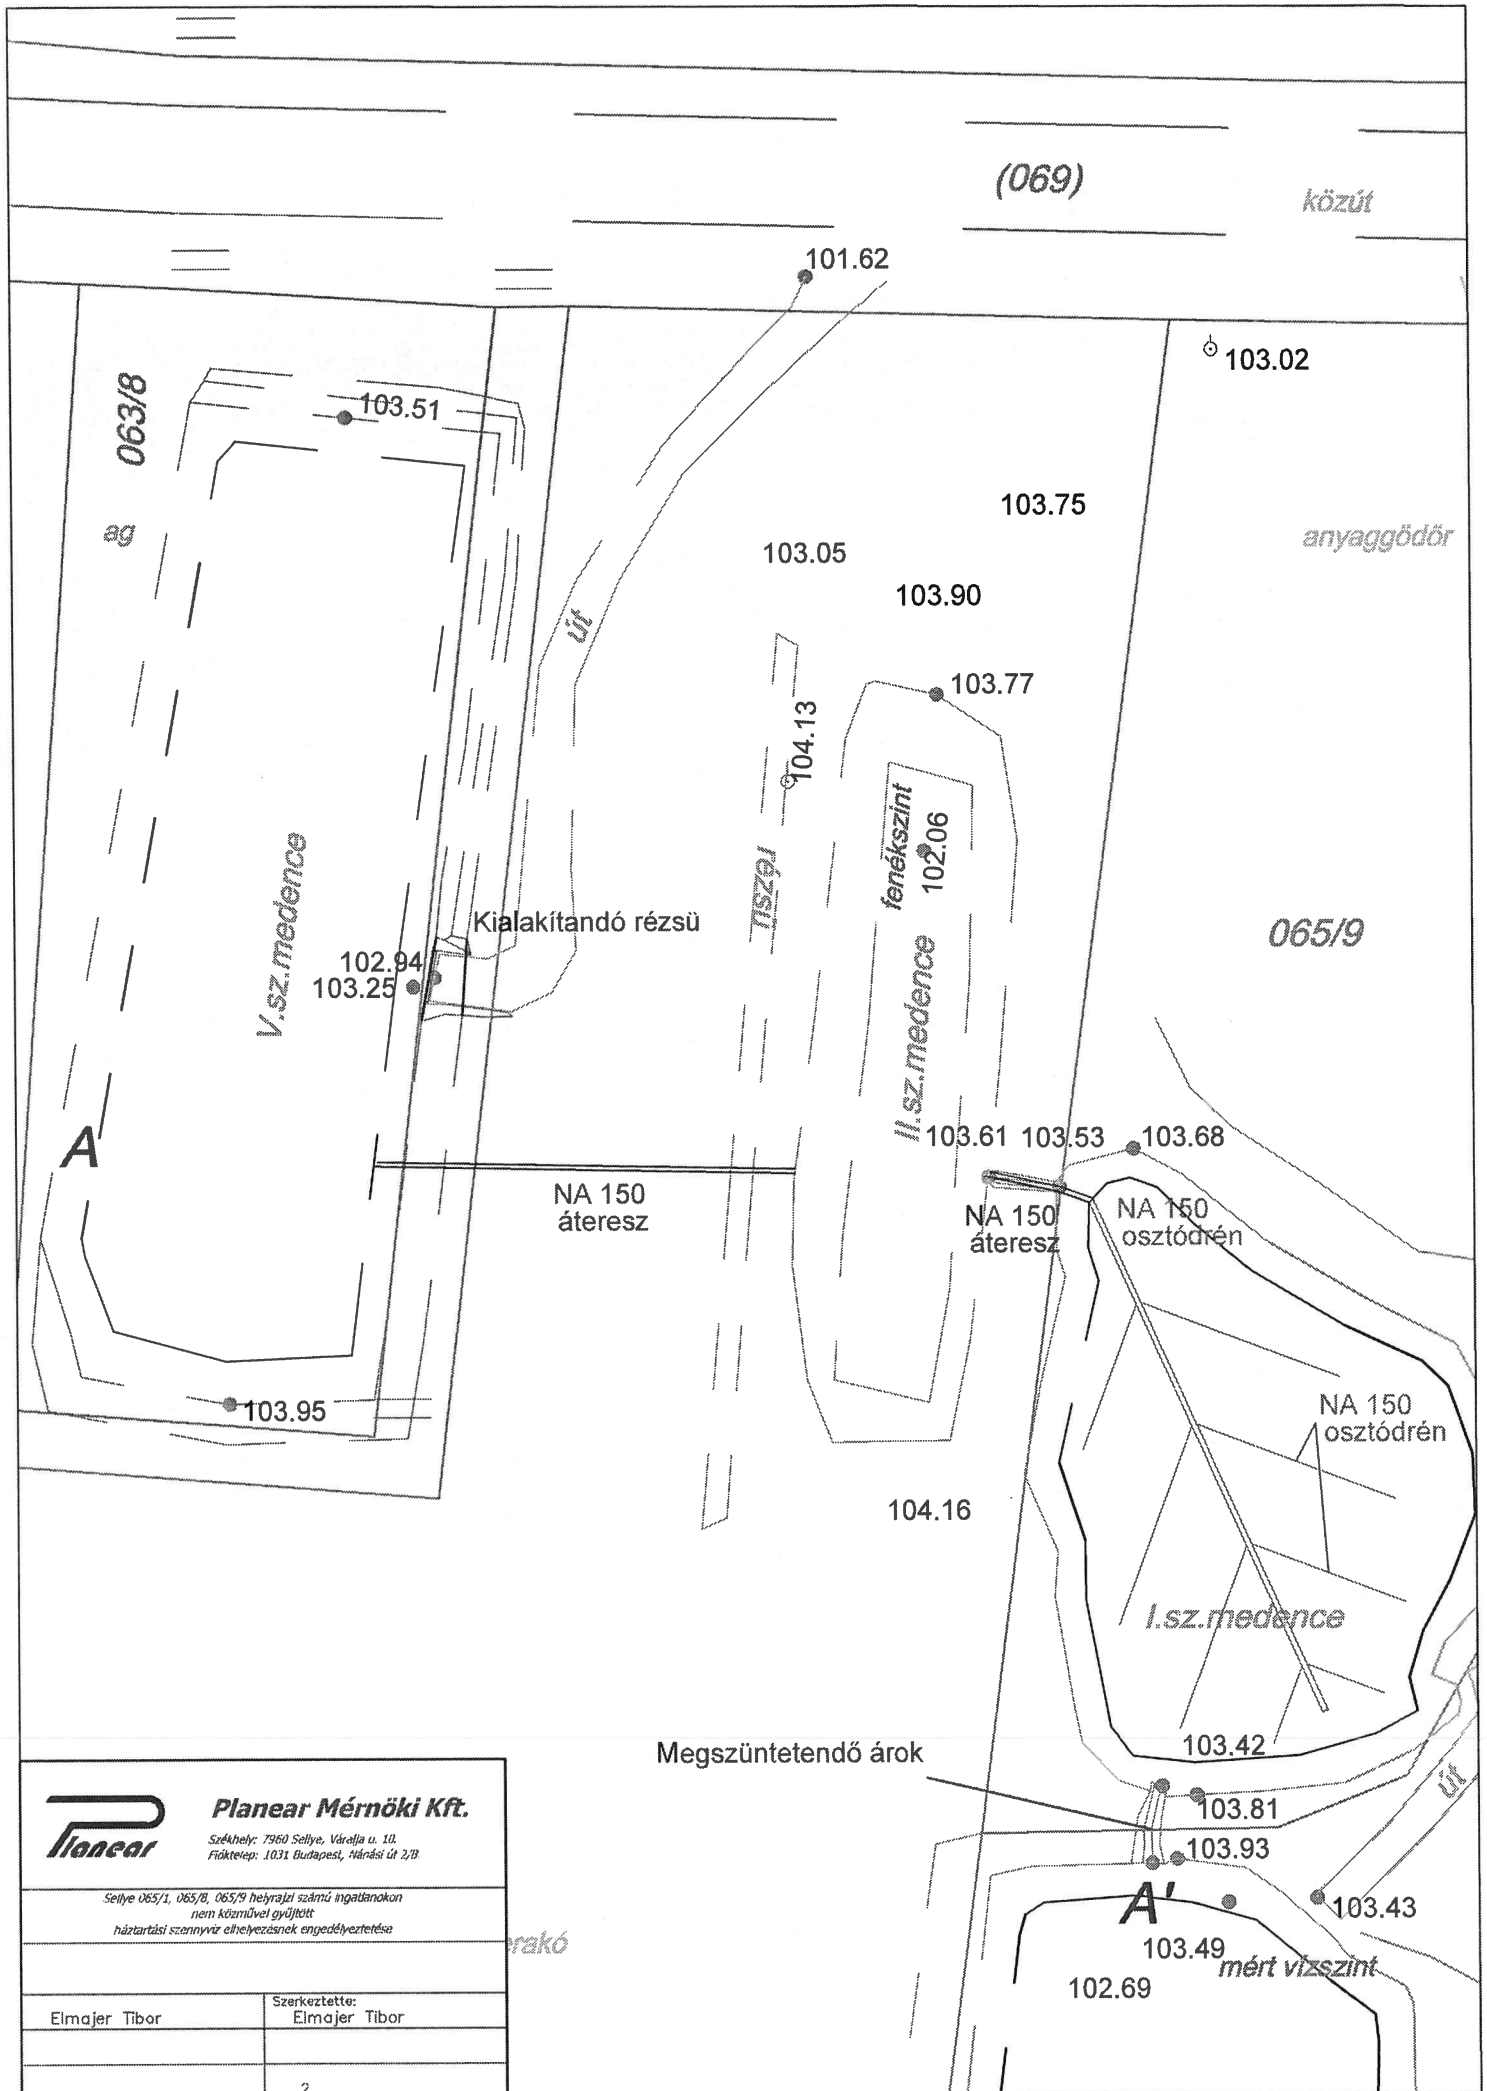 (069)
közút
101.62
103.02
063/8
103.51
ag
103.75
103.05
anyaggödör
103.90
út
103.77
104.13
fenékszint
102.06
rézsü
V.sz.medence
Kialakítandó rézsü
065/9
102.94
103.25
II.sz.medence
A
103.61
103.53
103.68
NA 150
áteresz
NA 150
áteresz
NA 150
osztódrén
103.95
NA 150
osztódrén
104.16
I.sz.medence
103.42
Megszüntetendő árok
út
103.81
103.93
A'
103.43
103.49
mért vízszint
102.69
erakó
Planear
Planear Mérnöki Kft.
Székhely: 7960 Sellye, Váralja u. 10.
Fióktelep: 1031 Budapest, Nánási út 2/B
Sellye 065/1, 065/8, 065/9 helyrajzi számú ingatlanokon
nem közművel gyűjtött
háztartási szennyvíz elhelyezésnek engedélyeztetése
Elmajer Tibor
Szerkeztette:
Elmajer Tibor